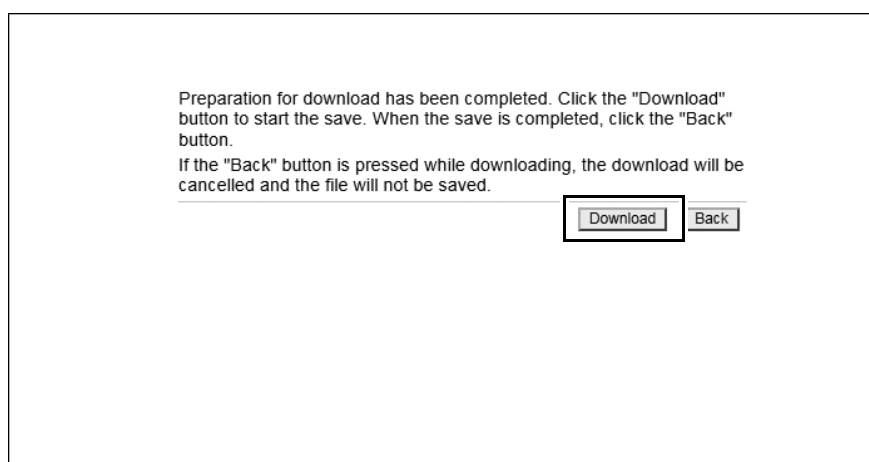 Preparation for download has been completed. Click the "Download"
button to start the save. When the save is completed, click the "Back"
button.
If the "Back" button is pressed while downloading, the download will be
cancelled and the file will not be saved.
Download Back